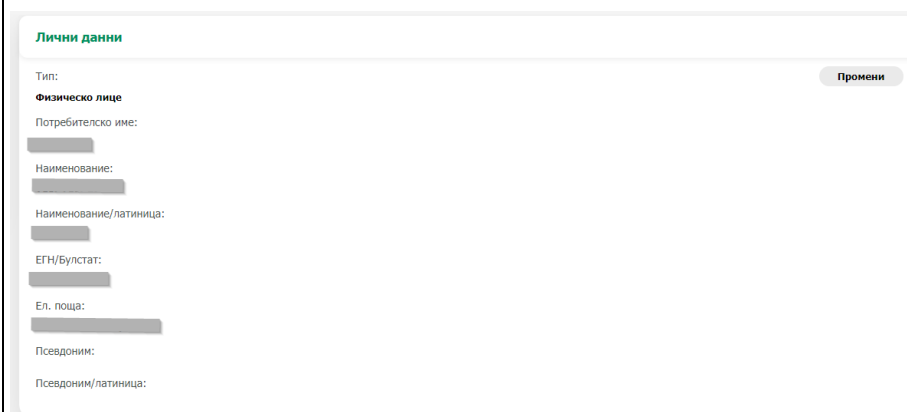 Лични данни
Тип:
Промени
Физическо лице
Потребителско име:
Наименование:
Наименование/латиница:
ЕГН/Булстат:
Ел. поща:
Псевдоним:
Псевдоним/латиница: